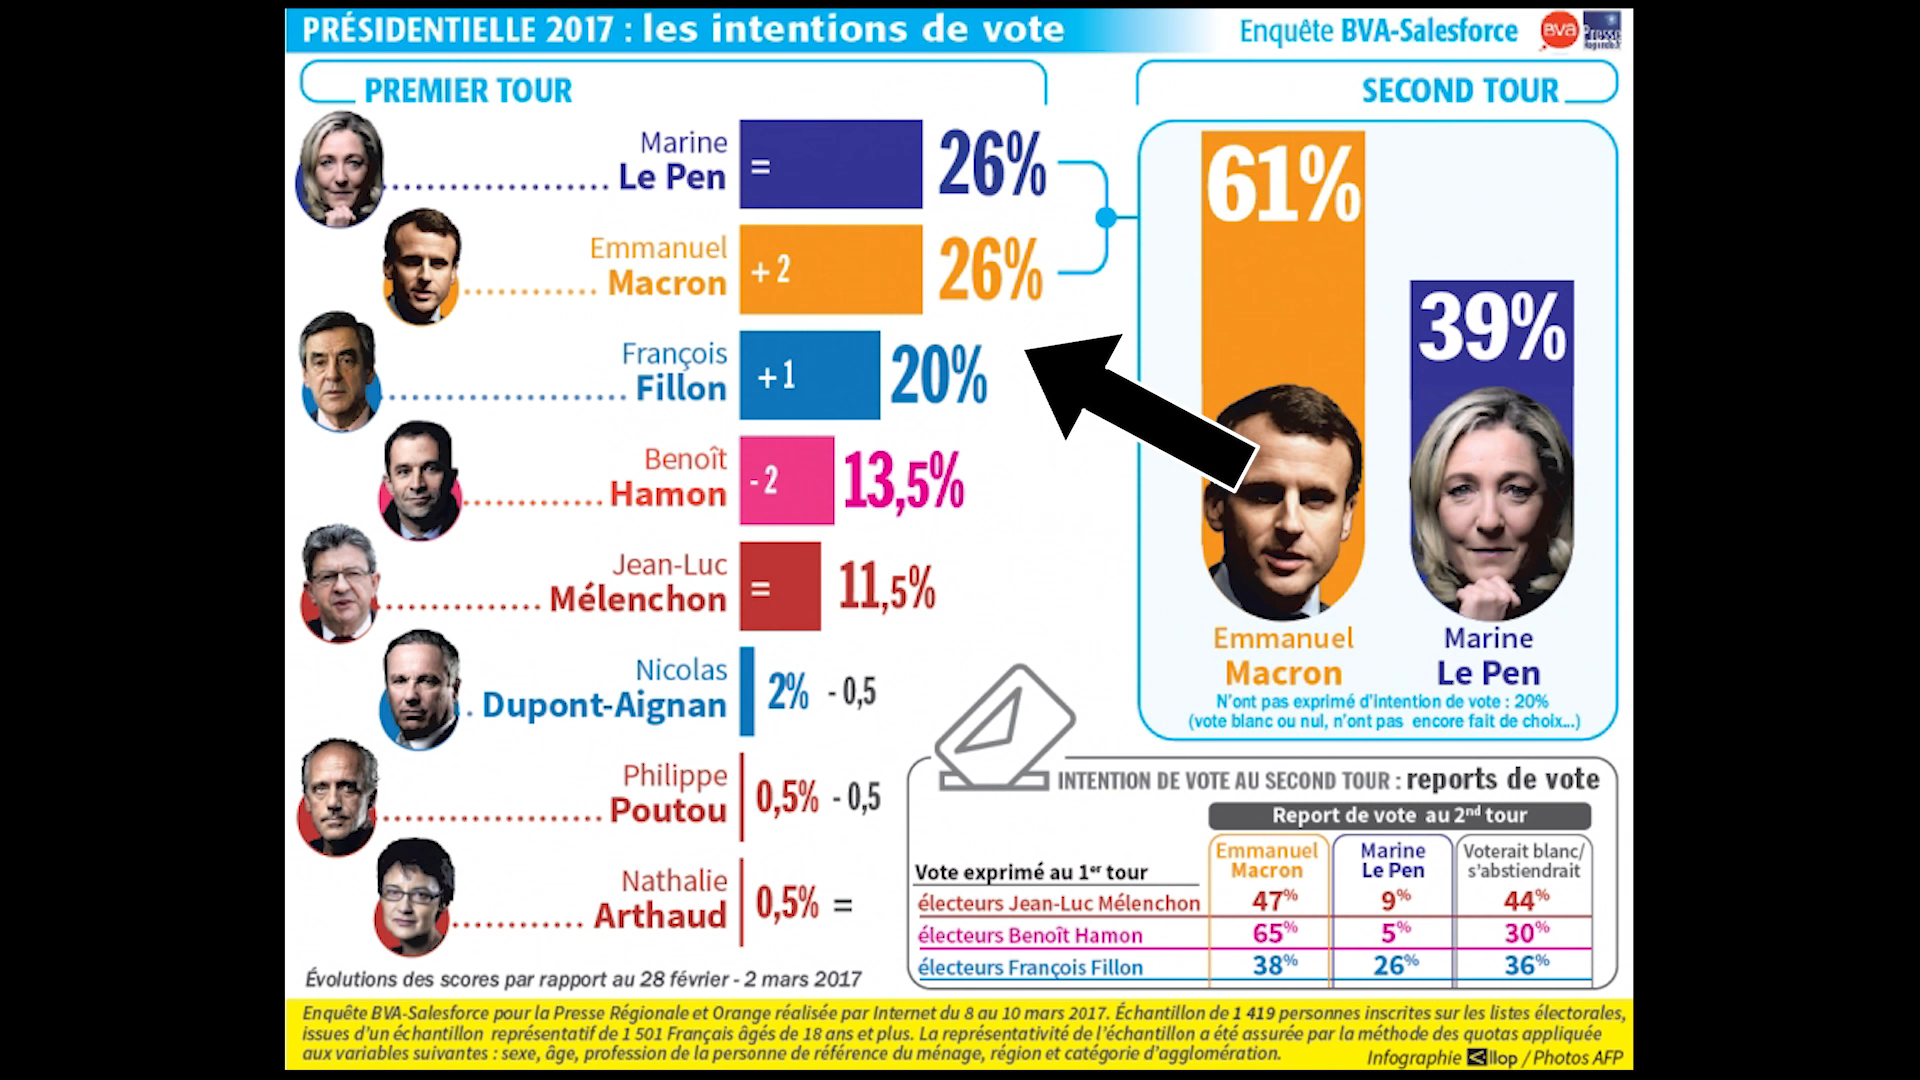 PRÉSIDENTIELLE 2017 : les intentions de vote
Enquête BVA-Salesforce
BVA
Presse
PREMIER TOUR
Marine
Le Pen
=
26%
Emmanuel
Macron
+ 2
26%
François
Fillon
+ 1
20%
Benoît
Hamon
- 2
13,5%
Jean-Luc
Mélenchon
=
11,5%
Nicolas
Dupont-Aignan
2% - 0,5
Philippe
Poutou
0,5% - 0,5
Nathalie
Arthaud
0,5% =
Évolutions des scores par rapport au 28 février - 2 mars 2017
SECOND TOUR
61%
39%
Emmanuel
Macron
Marine
Le Pen
N'ont pas exprimé d'intention de vote : 20%
(vote blanc ou nul, n'ont pas encore fait de choix...)
INTENTION DE VOTE AU SECOND TOUR : reports de vote
Report de vote au 2nd tour
Vote exprimé au 1er tour
Emmanuel
Macron
Marine
Le Pen
Voterait blanc/
s'abstiendrait
électeurs Jean-Luc Mélenchon 47% 9% 44%
électeurs Benoît Hamon 65% 5% 30%
électeurs François Fillon 38% 26% 36%
Enquête BVA-Salesforce pour la Presse Régionale et Orange réalisée par Internet du 8 au 10 mars 2017. Échantillon de 1 419 personnes inscrites sur les listes électorales,
issues d'un échantillon représentatif de 1 501 Français âgés de 18 ans et plus. La représentativité de l'échantillon a été assurée par la méthode des quotas appliquée
aux variables suivantes : sexe, âge, profession de la personne de référence du ménage, région et catégorie d'agglomération.
Infographie llop / Photos AFP